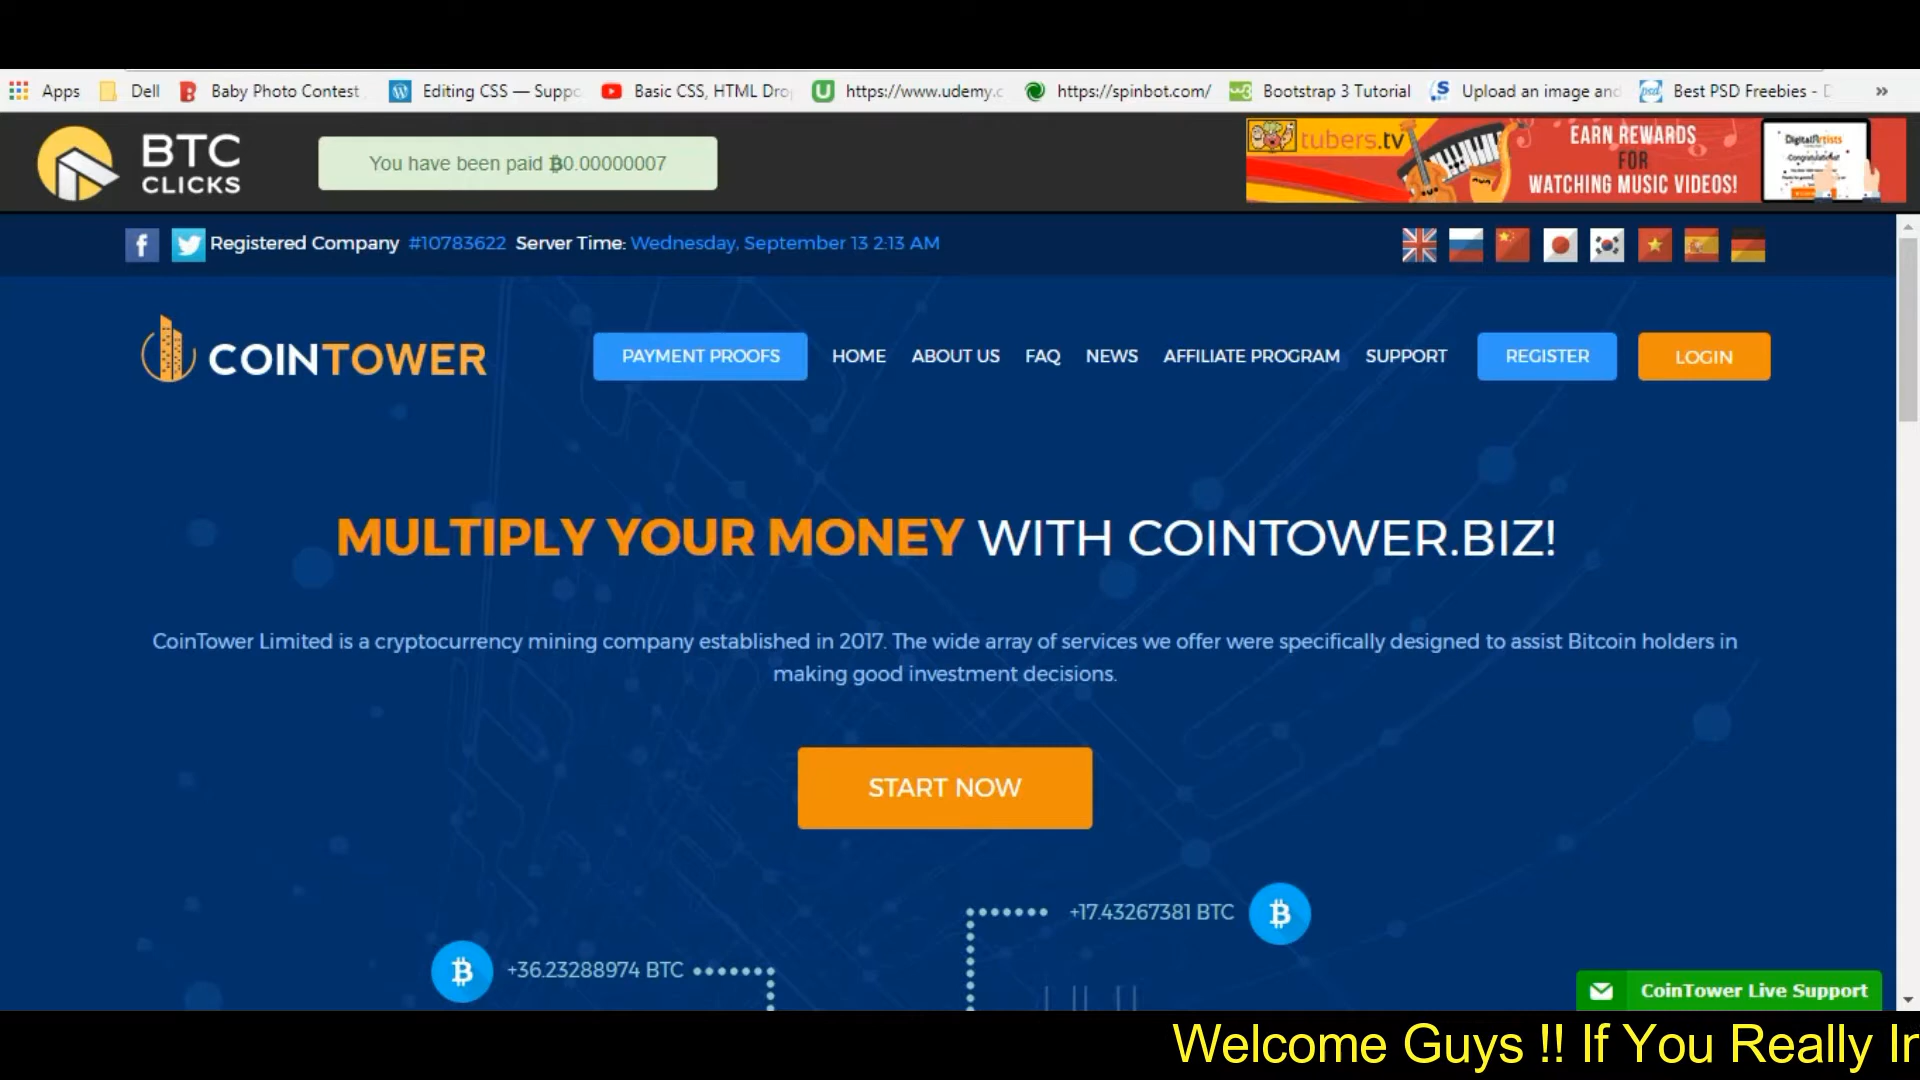 Apps Dell Baby Photo Contest Editing CSS — Suppo Basic CSS, HTML Dro https://www.udemy.c https://spinbot.com/ Bootstrap 3 Tutorial Upload an image and Best PSD Freebies - D »
BTC
CLICKS
You have been paid ₿0.00000007
tubers.tv
EARN REWARDS
FOR
WATCHING MUSIC VIDEOS!
DigitalArtists
Congratulations!
Registered Company #10783622 Server Time: Wednesday, September 13 2:13 AM
COINTOWER
PAYMENT PROOFS HOME ABOUT US FAQ NEWS AFFILIATE PROGRAM SUPPORT REGISTER LOGIN
MULTIPLY YOUR MONEY WITH COINTOWER.BIZ!
CoinTower Limited is a cryptocurrency mining company established in 2017. The wide array of services we offer were specifically designed to assist Bitcoin holders in
making good investment decisions.
START NOW
+17.43267381 BTC
+36.23288974 BTC
CoinTower Live Support
Welcome Guys !! If You Really In